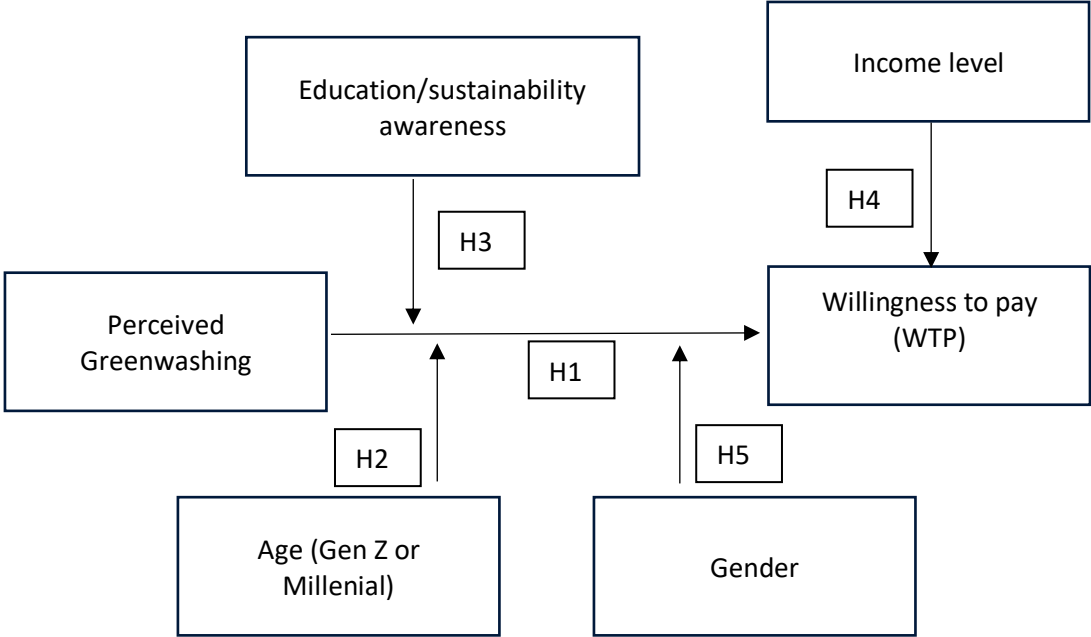 Income level
Education/sustainability
awareness
H4
H3
Perceived
Greenwashing
Willingness to pay
(WTP)
H1
H2
H5
Age (Gen Z or
Millenial)
Gender